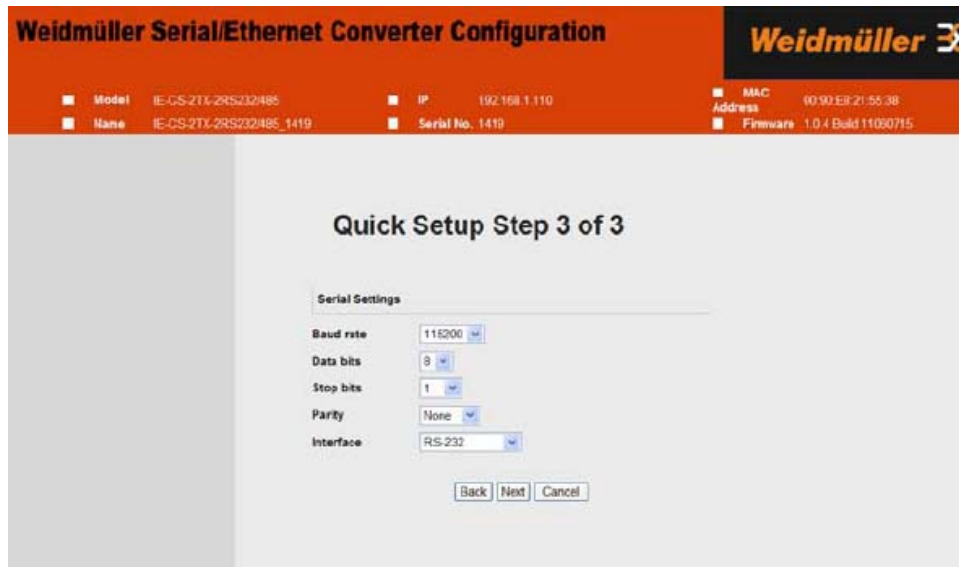 Weidmüller Serial/Ethernet Converter Configuration
Weidmüller
Model IE-CS-2TX-2RS232/485
IP 192.168.1.110
MAC Address 00:90:E8:21:55:38
Name IE-CS-2TX-2RS232/485_1419
Serial No. 1419
Firmware 1.0.4 Build 11060715
Quick Setup Step 3 of 3
Serial Settings
Baud rate 115200
Data bits 8
Stop bits 1
Parity None
Interface RS-232
Back Next Cancel